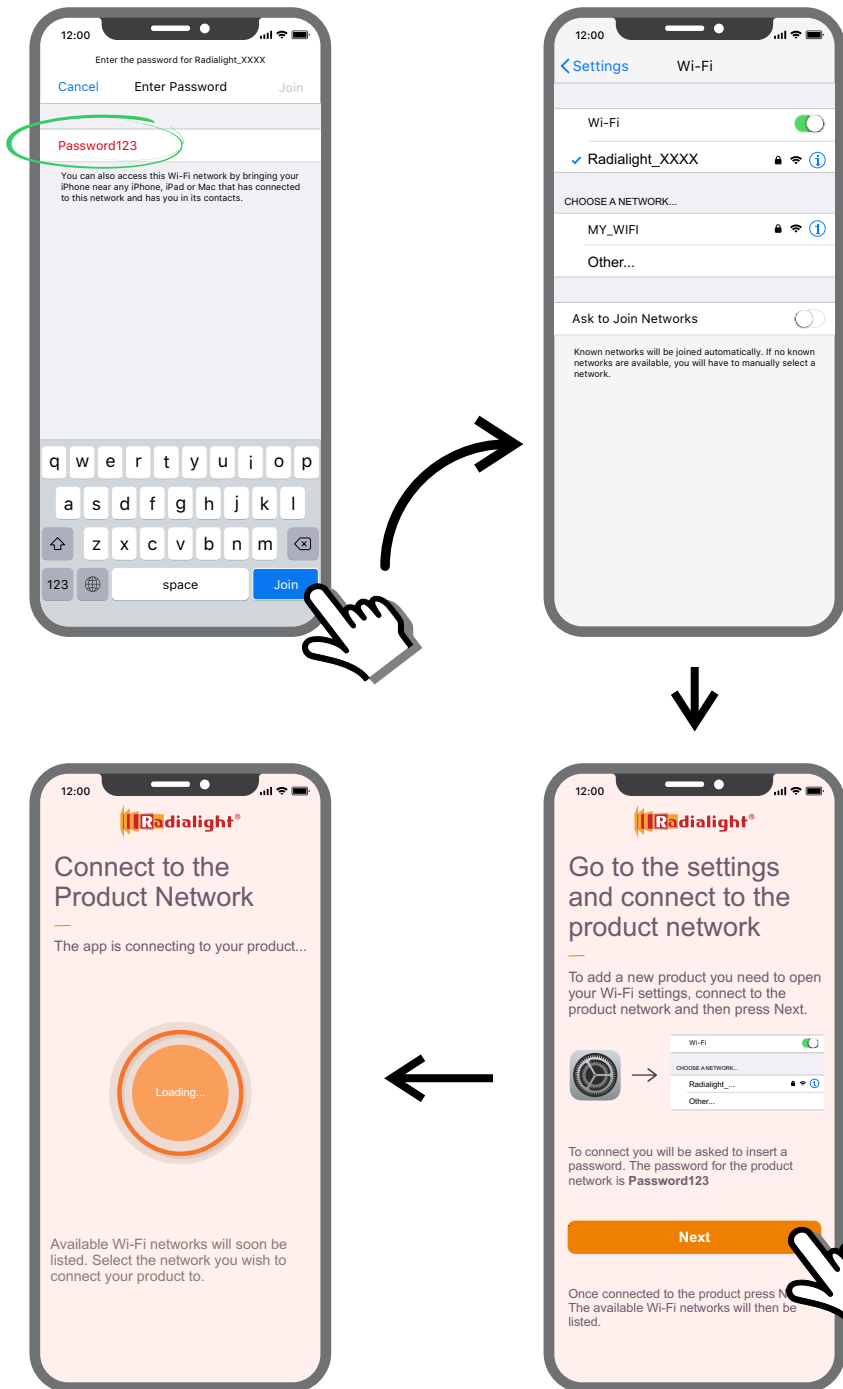 12:00
Enter the password for Radialight_XXXX
Cancel Enter Password Join
Password123
You can also access this Wi-Fi network by bringing your
iPhone near any iPhone, iPad or Mac that has connected
to this network and has you in its contacts.
q w e r t y u i o p
a s d f g h j k l
z x c v b n m
123 space Join
12:00
Settings Wi-Fi
Wi-Fi
Radialight_XXXX
CHOOSE A NETWORK...
MY_WIFI
Other...
Ask to Join Networks
Known networks will be joined automatically. If no known
networks are available, you will have to manually select a
network.
12:00
Radialight®
Go to the settings
and connect to the
product network
To add a new product you need to open
your Wi-Fi settings, connect to the
product network and then press Next.
Wi-Fi
CHOOSE A NETWORK...
Radialight_...
Other...
To connect you will be asked to insert a
password. The password for the product
network is Password123
Next
Once connected to the product press N
The available Wi-Fi networks will then be
listed.
12:00
Radialight®
Connect to the
Product Network
The app is connecting to your product...
Loading...
Available Wi-Fi networks will soon be
listed. Select the network you wish to
connect your product to.